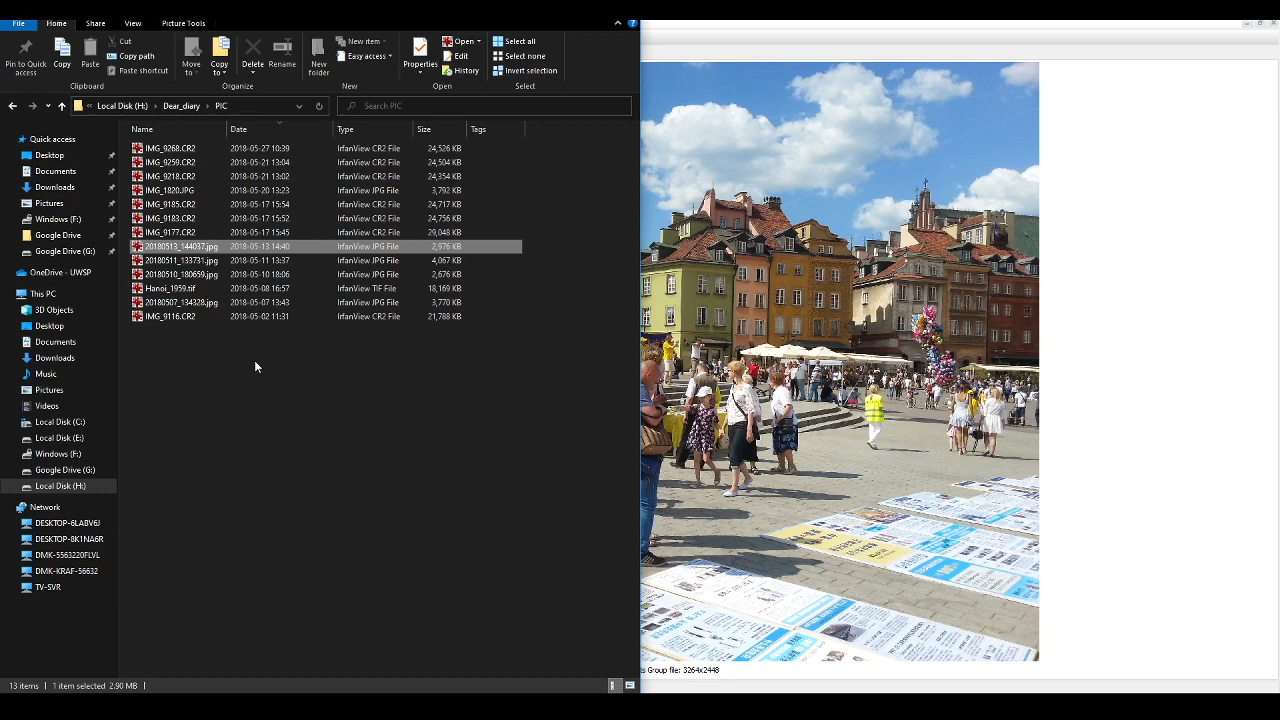 File Home Share View Picture Tools
Pin to Quick access
Copy
Paste
Cut
Copy path
Paste shortcut
Clipboard
Move to
Copy to
Delete
Rename
Organize
New folder
New item
Easy access
New
Properties
Open
Edit
History
Open
Select all
Select none
Invert selection
Select
« Local Disk (H:) › Dear_diary › PIC
Search PIC
Name Date Type Size Tags
IMG_9268.CR2 2018-05-27 10:39 IrfanView CR2 File 24,526 KB
IMG_9259.CR2 2018-05-21 13:04 IrfanView CR2 File 24,504 KB
IMG_9218.CR2 2018-05-21 13:02 IrfanView CR2 File 24,354 KB
IMG_1820JPG 2018-05-20 13:23 IrfanView JPG File 3,792 KB
IMG_9185.CR2 2018-05-17 15:54 IrfanView CR2 File 24,717 KB
IMG_9183.CR2 2018-05-17 15:52 IrfanView CR2 File 24,756 KB
IMG_9177.CR2 2018-05-17 15:45 IrfanView CR2 File 29,048 KB
20180513_144037.jpg 2018-05-13 14:40 IrfanView JPG File 2,976 KB
20180511_133731.jpg 2018-05-11 13:37 IrfanView JPG File 4,067 KB
20180510_180659.jpg 2018-05-10 18:06 IrfanView JPG File 2,676 KB
Hanoi_1959.tif 2018-05-08 16:57 IrfanView TIF File 18,169 KB
20180507_134328.jpg 2018-05-07 13:43 IrfanView JPG File 3,770 KB
IMG_9116.CR2 2018-05-02 11:31 IrfanView CR2 File 21,788 KB
Quick access
Desktop
Documents
Downloads
Pictures
Windows (F:)
Google Drive
Google Drive (G:)
OneDrive - UWSP
This PC
3D Objects
Desktop
Documents
Downloads
Music
Pictures
Videos
Local Disk (C:)
Local Disk (E:)
Windows (F:)
Google Drive (G:)
Local Disk (H:)
Network
DESKTOP-6LABV6J
DESKTOP-8K1NA6R
DMK-5563220FLVL
DMK-KRAF-56632
TV-SVR
13 items 1 item selected 2.90 MB
ts Group file: 3264x2448